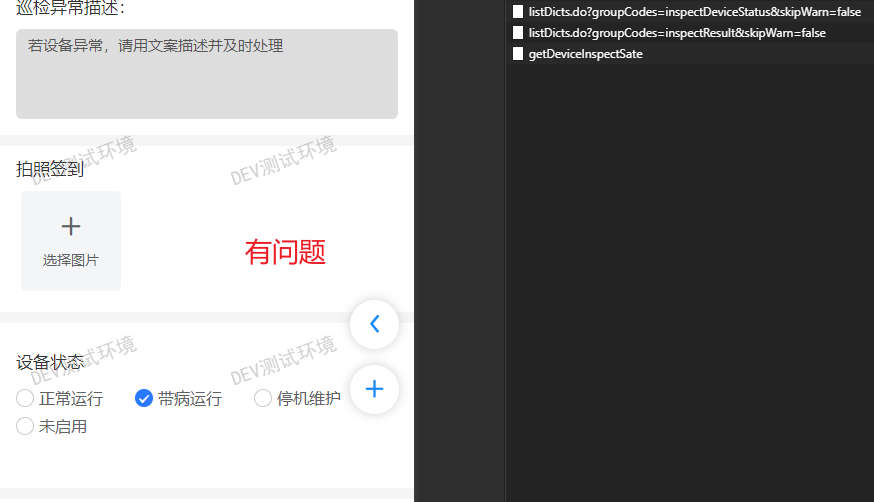 巡检异常描述：
若设备异常，请用文案描述并及时处理
DEV测试环境
DEV测试环境
拍照签到
选择图片
有问题
DEV测试环境
DEV测试环境
设备状态
正常运行
带病运行
停机维护
未启用
listDicts.do?groupCodes=inspectDeviceStatus&skipWarn=false
listDicts.do?groupCodes=inspectResult&skipWarn=false
getDeviceInspectSate